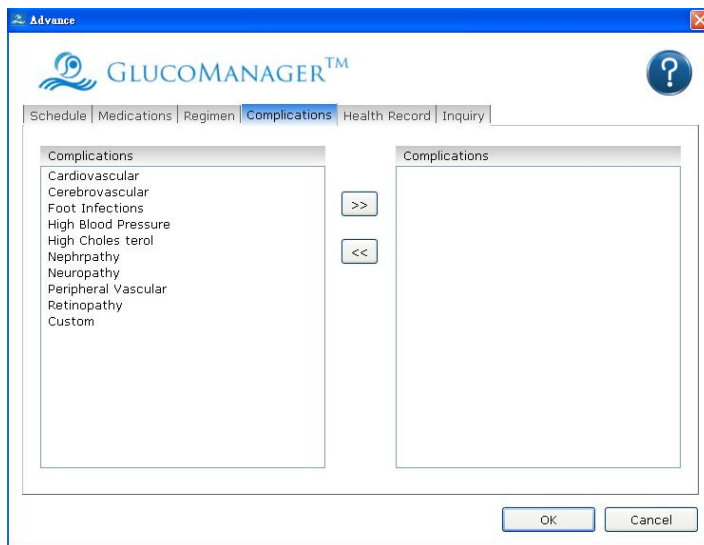 Advance
GLUCOMANAGER™
?
Schedule Medications Regimen Complications Health Record Inquiry
Complications
Cardiovascular
Cerebrovascular
Foot Infections
High Blood Pressure
High Choles terol
Nephrpathy
Neuropathy
Peripheral Vascular
Retinopathy
Custom
>>
<<
Complications
OK Cancel